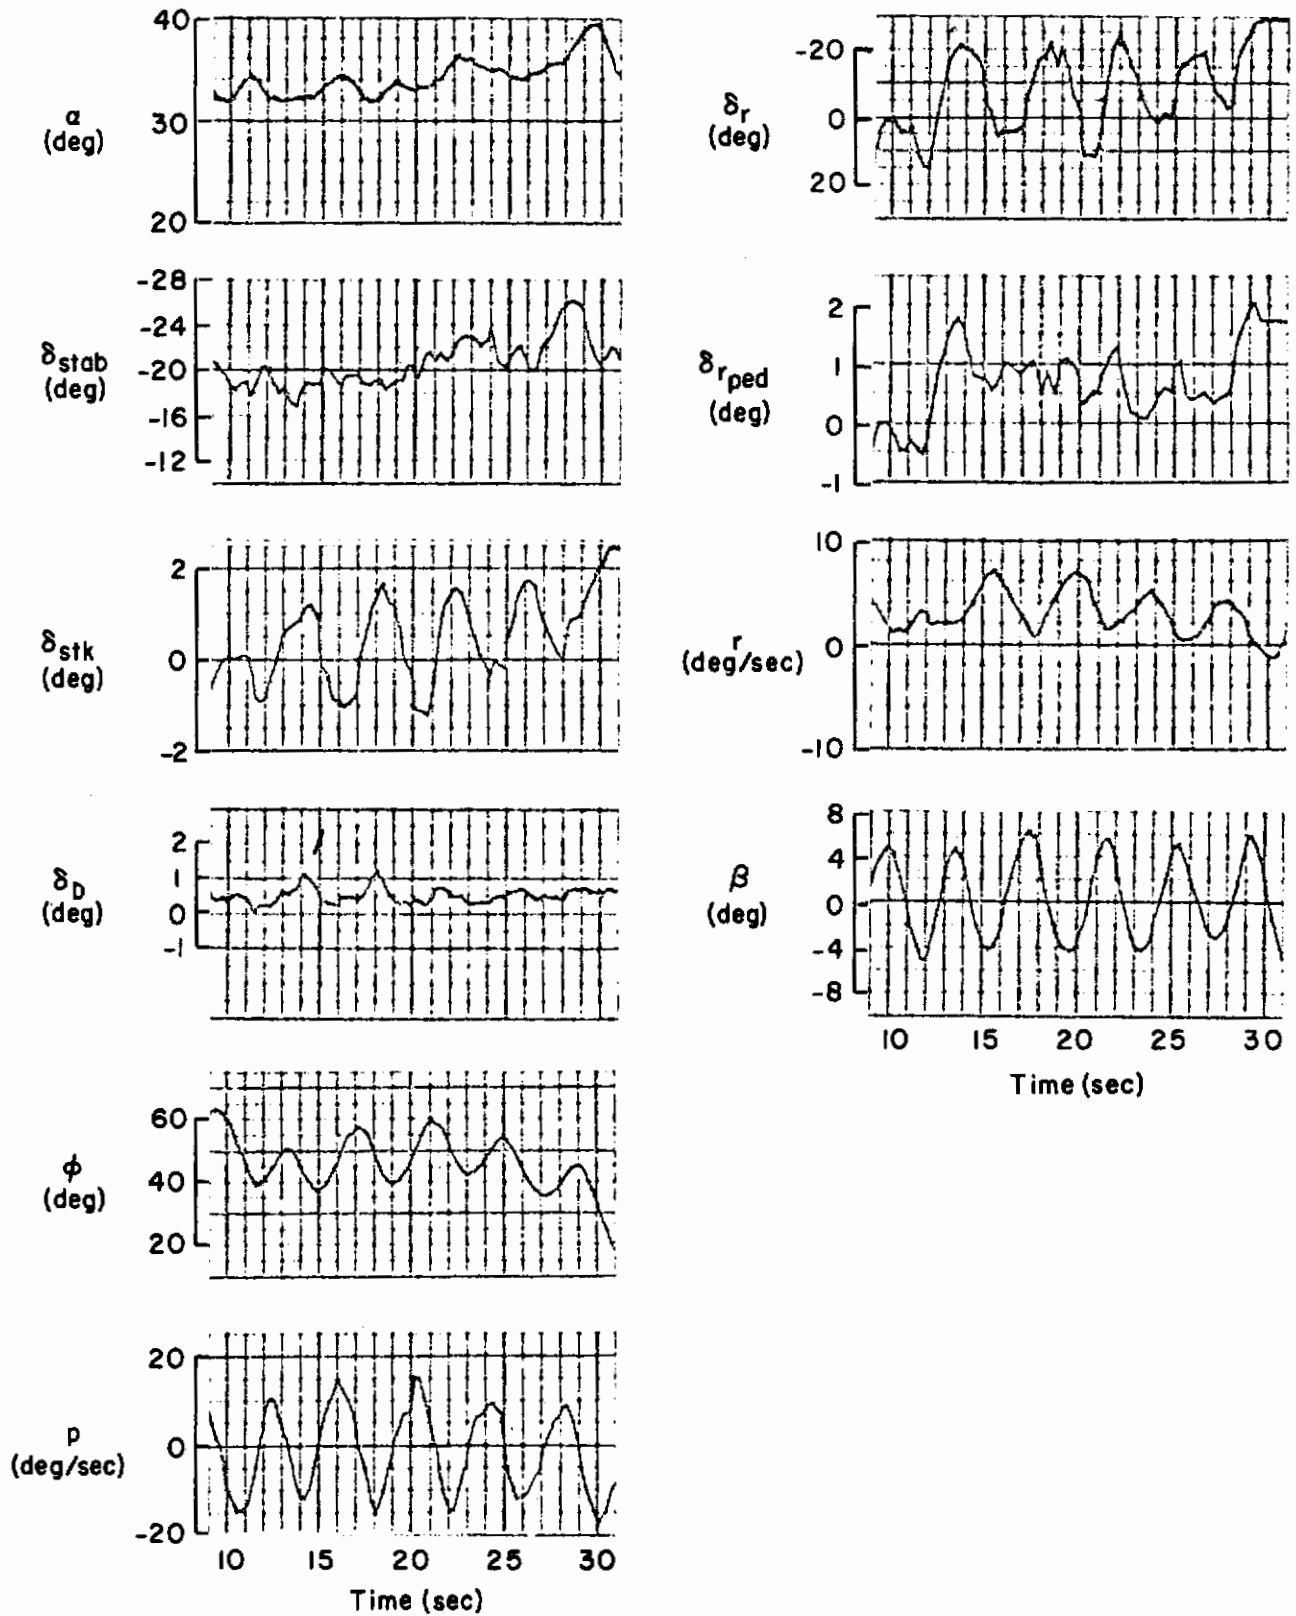 α
(deg)
40
30
20
δstab
(deg)
-28
-24
-20
-16
-12
δstk
(deg)
2
0
-2
δD
(deg)
2
1
0
-1
ϕ
(deg)
60
40
20
p
(deg/sec)
20
0
-20
10 15 20 25 30
Time (sec)
δr
(deg)
-20
0
20
δrped
(deg)
2
1
0
-1
r
(deg/sec)
10
0
-10
β
(deg)
8
4
0
-4
-8
10 15 20 25 30
Time (sec)